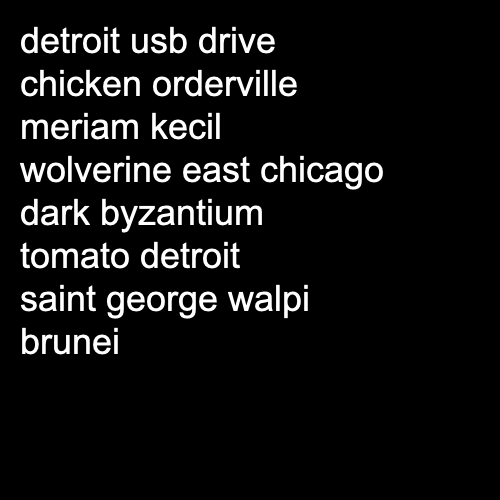 detroit usb drive
chicken orderville
meriam kecil
wolverine east chicago
dark byzantium
tomato detroit
saint george walpi
brunei